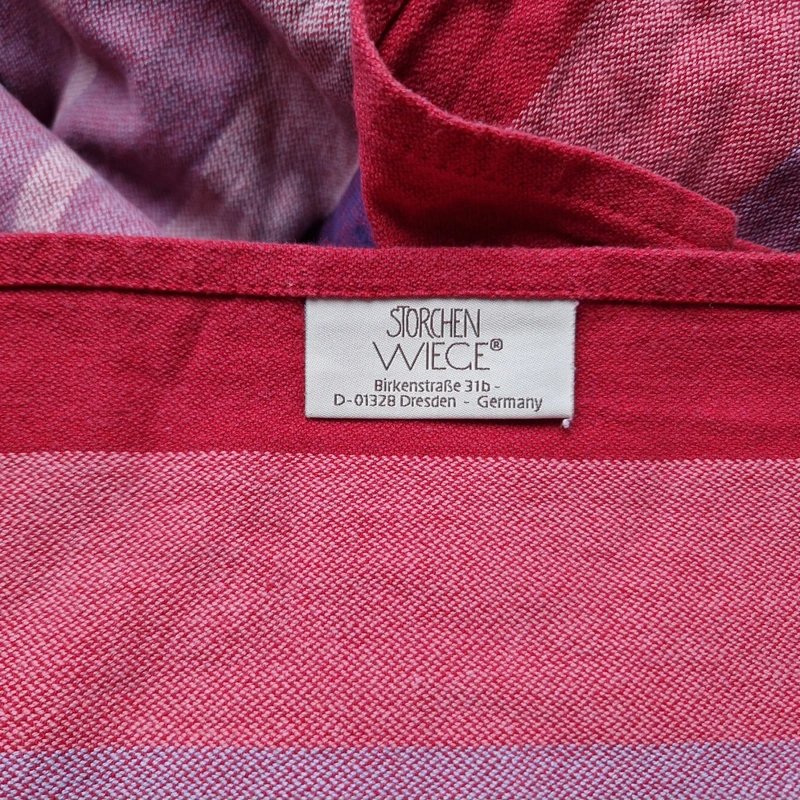 STORCHEN
WIEGE®
Birkenstraße 31b -
D-01328 Dresden - Germany